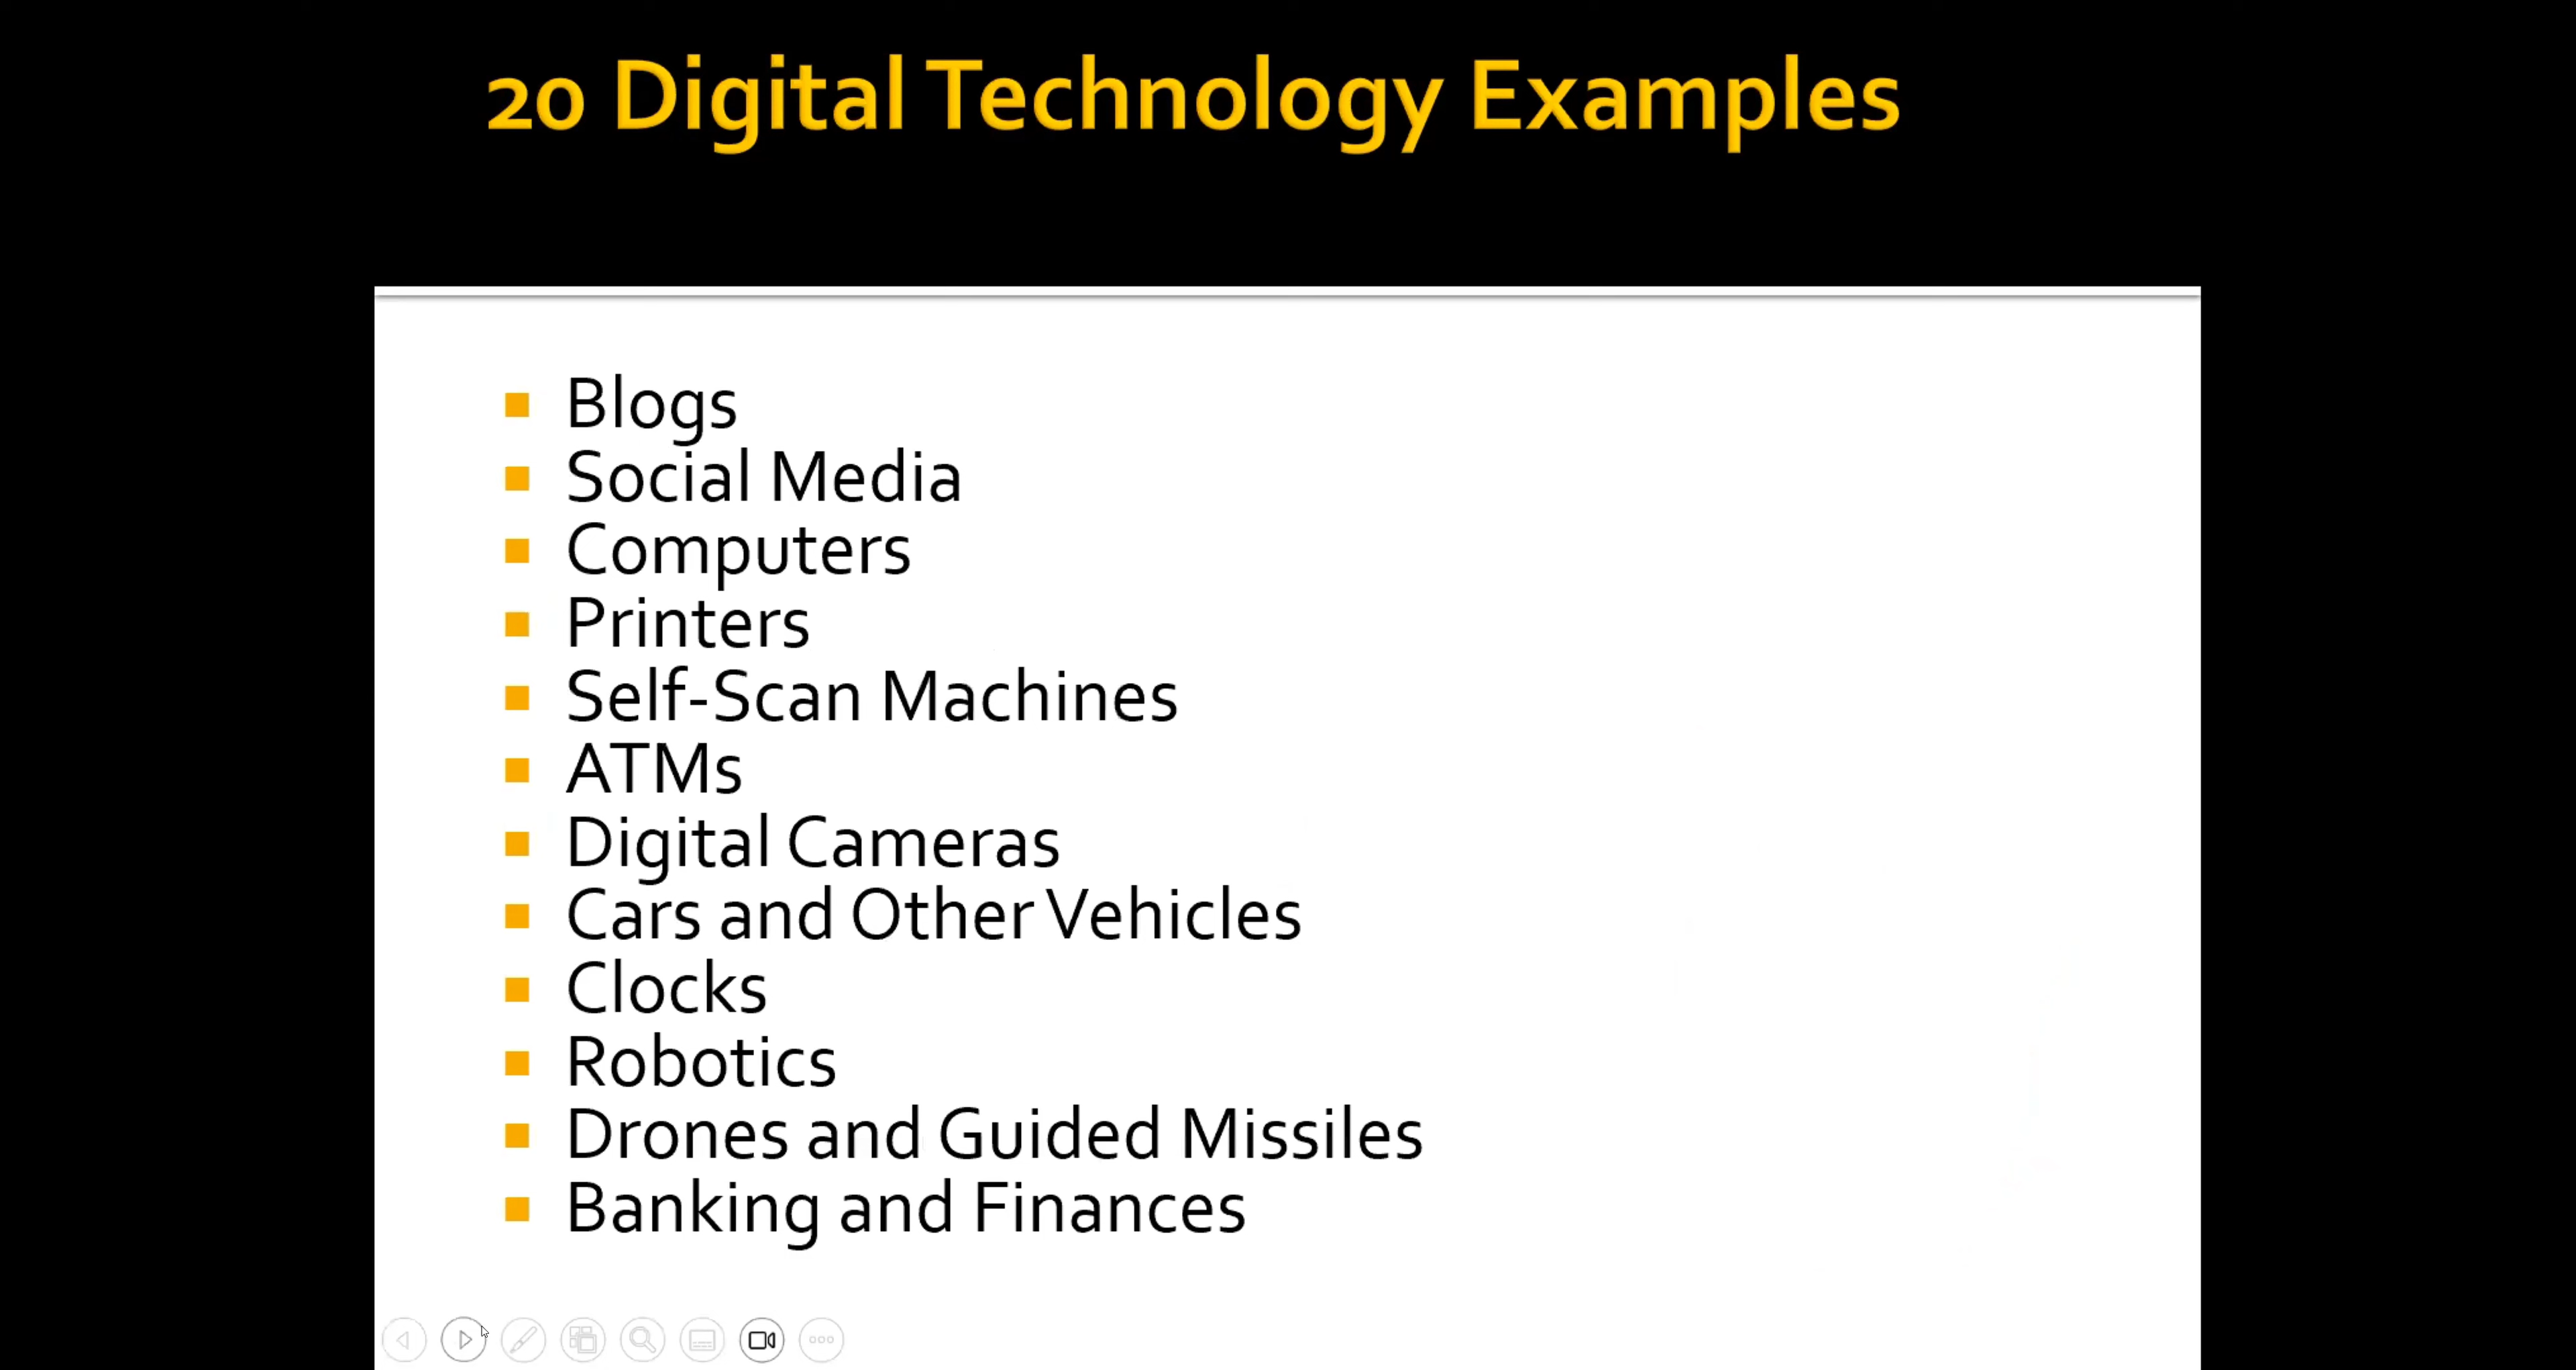 20 Digital Technology Examples
Blogs
Social Media
Computers
Printers
Self-Scan Machines
ATMs
Digital Cameras
Cars and Other Vehicles
Clocks
Robotics
Drones and Guided Missiles
Banking and Finances